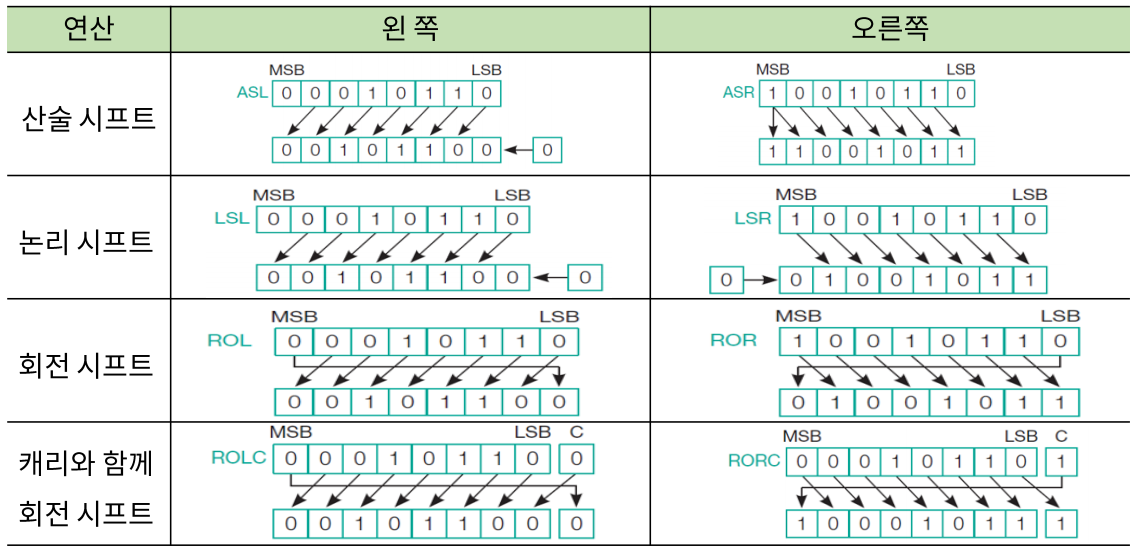 연산 왼 쪽 오른쪽
산술 시프트
MSB LSB
ASL 0 0 0 1 0 1 1 0
0 0 1 0 1 1 0 0 0
MSB LSB
ASR 1 0 0 1 0 1 1 0
1 1 0 0 1 0 1 1
논리 시프트
MSB LSB
LSL 0 0 0 1 0 1 1 0
0 0 1 0 1 1 0 0 0
MSB LSB
LSR 1 0 0 1 0 1 1 0
0 0 1 0 0 1 0 1 1
회전 시프트
MSB LSB
ROL 0 0 0 1 0 1 1 0
0 0 1 0 1 1 0 0
MSB LSB
ROR 1 0 0 1 0 1 1 0
0 1 0 0 1 0 1 1
캐리와 함께
회전 시프트
MSB LSB C
ROLC 0 0 0 1 0 1 1 0 0
0 0 1 0 1 1 0 0 0
MSB LSB C
RORC 0 0 0 1 0 1 1 0 1
1 0 0 0 1 0 1 1 1